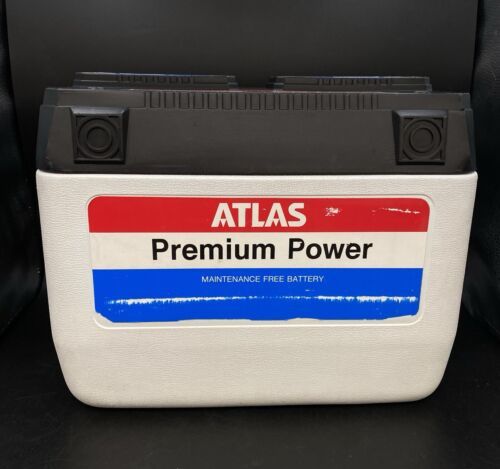 ATLAS
Premium Power
MAINTENANCE FREE BATTERY